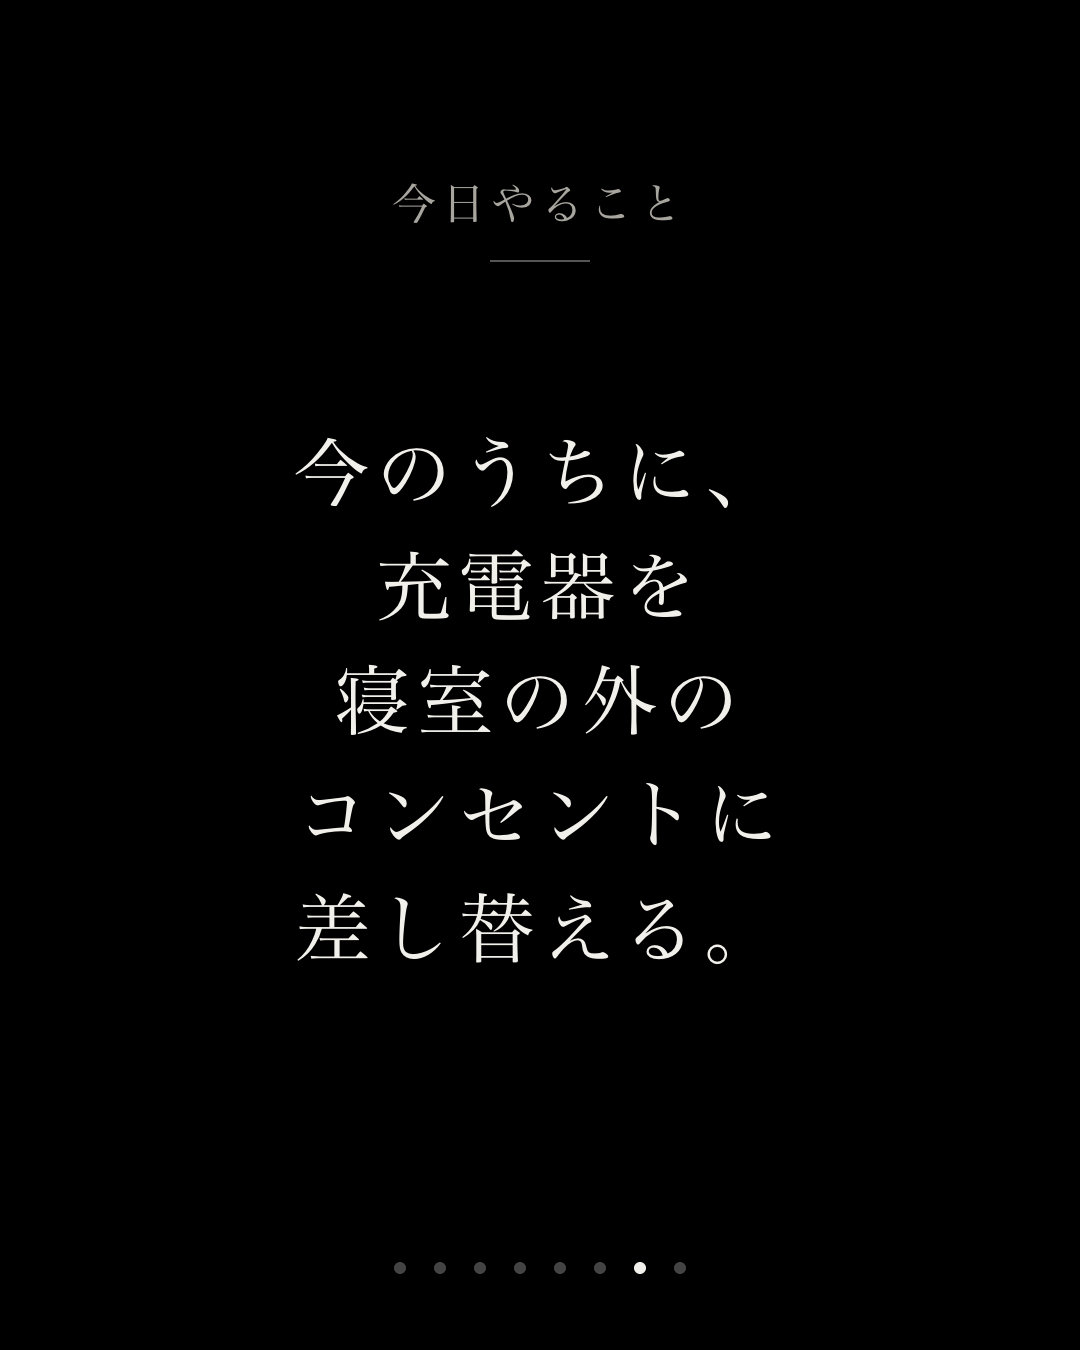 今日やること
今のうちに、
充電器を
寝室の外の
コンセントに
差し替える。